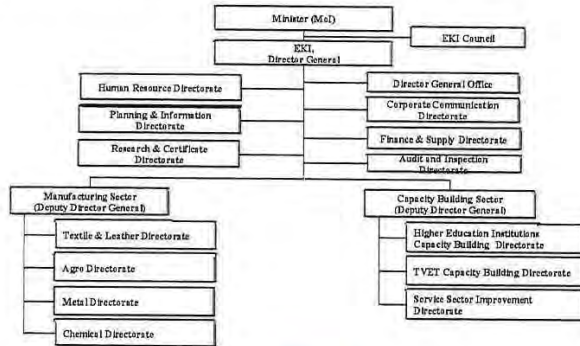 Minister (MoI)
EKI Council
EKI,
Director General
Human Resource Directorate
Director General Office
Planning & Information
Directorate
Corporate Communication
Directorate
Research & Certificate
Directorate
Finance & Supply Directorate
Audit and Inspection
Directorate
Manufacturing Sector
(Deputy Director General)
Textile & Leather Directorate
Agro Directorate
Metal Directorate
Chemical Directorate
Capacity Building Sector
(Deputy Director General)
Higher Education Institutions
Capacity Building Directorate
TVET Capacity Building Directorate
Service Sector Improvement
Directorate